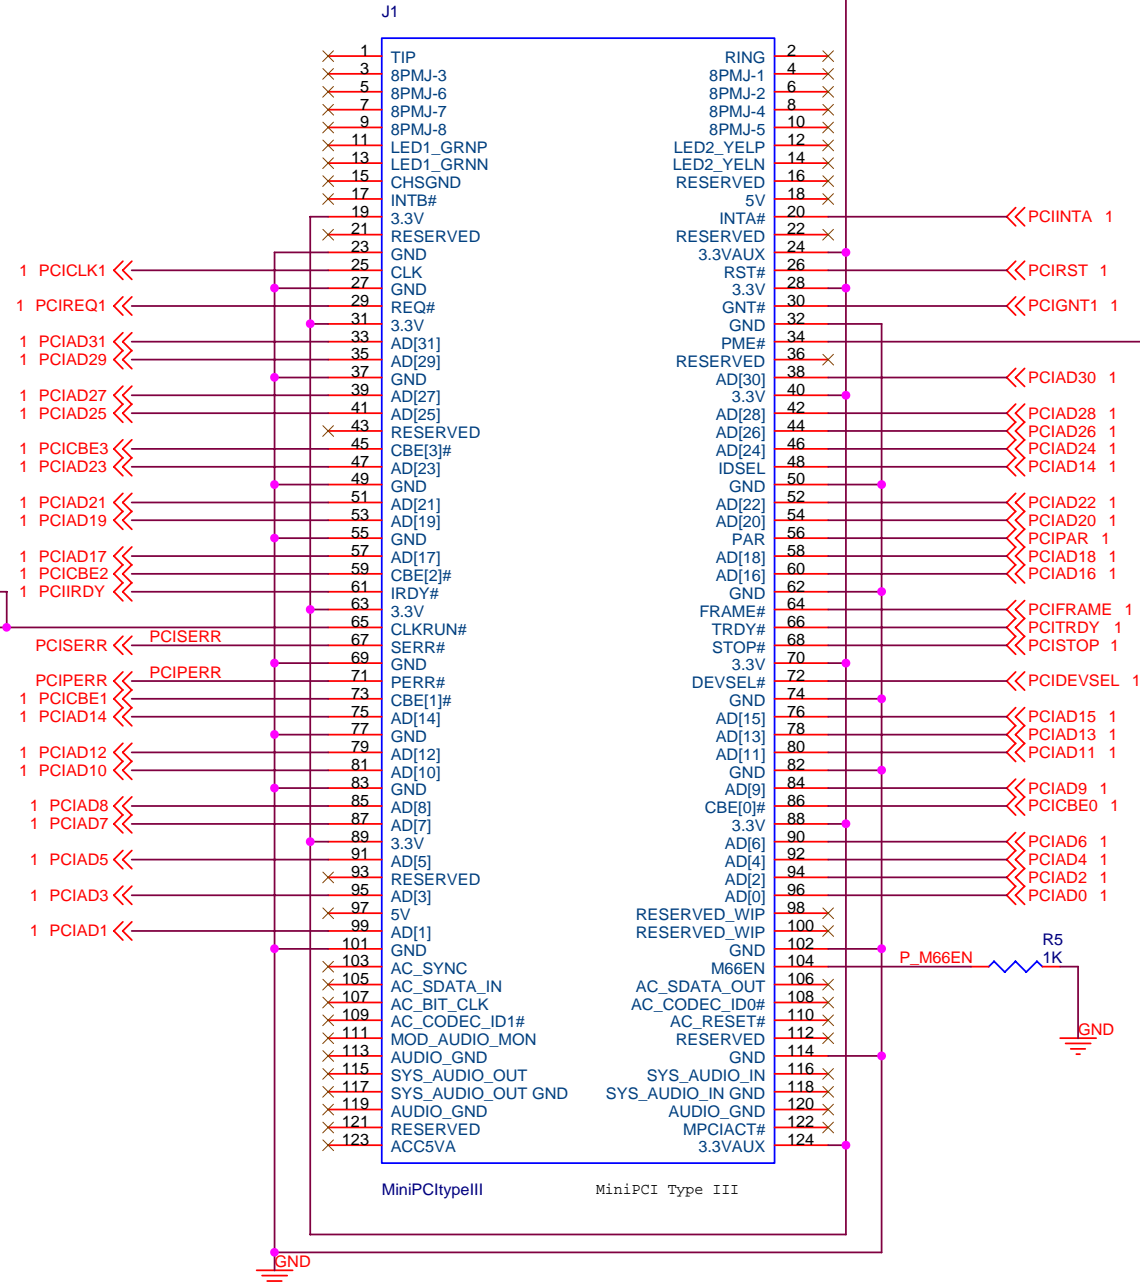 J1
1 TIP RING 2
3 8PMJ-3 8PMJ-1 4
5 8PMJ-6 8PMJ-2 6
7 8PMJ-7 8PMJ-4 8
9 8PMJ-8 8PMJ-5 10
11 LED1_GRNP LED2_YELP 12
13 LED1_GRNN LED2_YELN 14
15 CHSGND RESERVED 16
17 INTB# 5V 18
19 3.3V INTA# 20 PCIINTA 1
21 RESERVED RESERVED 22
23 GND 3.3VAUX 24
1 PCICLK1 25 CLK RST# 26 PCIRST 1
27 GND 3.3V 28
1 PCIREQ1 29 REQ# GNT# 30 PCIGNT1 1
31 3.3V GND 32
1 PCIAD31 33 AD[31] PME# 34
1 PCIAD29 35 AD[29] RESERVED 36
37 GND AD[30] 38 PCIAD30 1
1 PCIAD27 39 AD[27] 3.3V 40
1 PCIAD25 41 AD[25] AD[28] 42 PCIAD28 1
43 RESERVED AD[26] 44 PCIAD26 1
1 PCICBE3 45 CBE[3]# AD[24] 46 PCIAD24 1
1 PCIAD23 47 AD[23] IDSEL 48 PCIAD14 1
49 GND GND 50
1 PCIAD21 51 AD[21] AD[22] 52 PCIAD22 1
1 PCIAD19 53 AD[19] AD[20] 54 PCIAD20 1
55 GND PAR 56 PCIPAR 1
1 PCIAD17 57 AD[17] AD[18] 58 PCIAD18 1
1 PCICBE2 59 CBE[2]# AD[16] 60 PCIAD16 1
1 PCIIRDY 61 IRDY# GND 62
63 3.3V FRAME# 64 PCIFRAME 1
65 CLKRUN# TRDY# 66 PCITRDY 1
PCISERR PCISERR 67 SERR# STOP# 68 PCISTOP 1
69 GND 3.3V 70
PCIPERR PCIPERR 71 PERR# DEVSEL# 72 PCIDEVSEL 1
1 PCICBE1 73 CBE[1]# GND 74
1 PCIAD14 75 AD[14] AD[15] 76 PCIAD15 1
77 GND AD[13] 78 PCIAD13 1
1 PCIAD12 79 AD[12] AD[11] 80 PCIAD11 1
1 PCIAD10 81 AD[10] GND 82
83 GND AD[9] 84 PCIAD9 1
1 PCIAD8 85 AD[8] CBE[0]# 86 PCICBE0 1
1 PCIAD7 87 AD[7] 3.3V 88
89 3.3V AD[6] 90 PCIAD6 1
1 PCIAD5 91 AD[5] AD[4] 92 PCIAD4 1
93 RESERVED AD[2] 94 PCIAD2 1
1 PCIAD3 95 AD[3] AD[0] 96 PCIAD0 1
97 5V RESERVED_WIP 98
1 PCIAD1 99 AD[1] RESERVED_WIP 100
101 GND GND 102
R5
103 AC_SYNC M66EN 104 P_M66EN 1K
105 AC_SDATA_IN AC_SDATA_OUT 106
107 AC_BIT_CLK AC_CODEC_ID0# 108
109 AC_CODEC_ID1# AC_RESET# 110
111 MOD_AUDIO_MON RESERVED 112 GND
113 AUDIO_GND GND 114
115 SYS_AUDIO_OUT SYS_AUDIO_IN 116
117 SYS_AUDIO_OUT GND SYS_AUDIO_IN GND 118
119 AUDIO_GND AUDIO_GND 120
121 RESERVED MPCIACT# 122
123 ACC5VA 3.3VAUX 124
MiniPCItypeIII MiniPCI Type III
GND